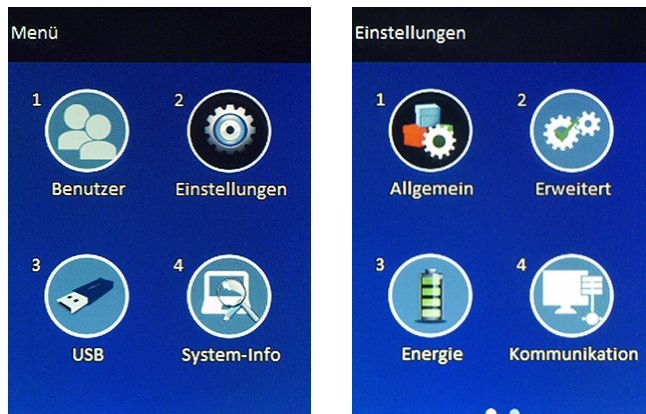 Menü
1
2
Benutzer
Einstellungen
3
4
USB
System-Info
Einstellungen
1
2
Allgemein
Erweitert
3
4
Energie
Kommunikation